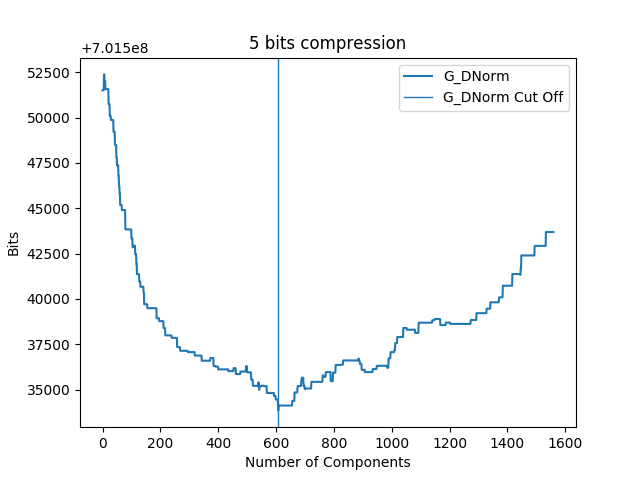 5 bits compression
+7.015e8
G_DNorm
G_DNorm Cut Off
52500
50000
47500
45000
42500
40000
37500
35000
Bits
0 200 400 600 800 1000 1200 1400 1600
Number of Components